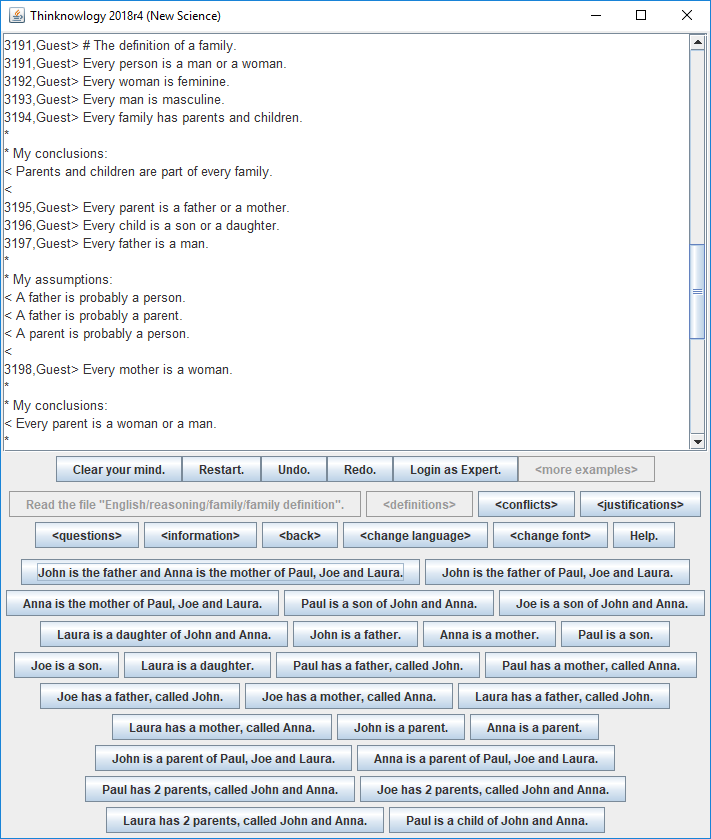 Thinknowlogy 2018r4 (New Science)
3191,Guest> # The definition of a family.
3191,Guest> Every person is a man or a woman.
3192,Guest> Every woman is feminine.
3193,Guest> Every man is masculine.
3194,Guest> Every family has parents and children.
*
* My conclusions:
< Parents and children are part of every family.
<
3195,Guest> Every parent is a father or a mother.
3196,Guest> Every child is a son or a daughter.
3197,Guest> Every father is a man.
*
* My assumptions:
< A father is probably a person.
< A father is probably a parent.
< A parent is probably a person.
<
3198,Guest> Every mother is a woman.
*
* My conclusions:
< Every parent is a woman or a man.
*
Clear your mind. Restart. Undo. Redo. Login as Expert. <more examples>
Read the file "English/reasoning/family/family definition". <definitions> <conflicts> <justifications>
<questions> <information> <back> <change language> <change font> Help.
John is the father and Anna is the mother of Paul, Joe and Laura. John is the father of Paul, Joe and Laura.
Anna is the mother of Paul, Joe and Laura. Paul is a son of John and Anna. Joe is a son of John and Anna.
Laura is a daughter of John and Anna. John is a father. Anna is a mother. Paul is a son.
Joe is a son. Laura is a daughter. Paul has a father, called John. Paul has a mother, called Anna.
Joe has a father, called John. Joe has a mother, called Anna. Laura has a father, called John.
Laura has a mother, called Anna. John is a parent. Anna is a parent.
John is a parent of Paul, Joe and Laura. Anna is a parent of Paul, Joe and Laura.
Paul has 2 parents, called John and Anna. Joe has 2 parents, called John and Anna.
Laura has 2 parents, called John and Anna. Paul is a child of John and Anna.